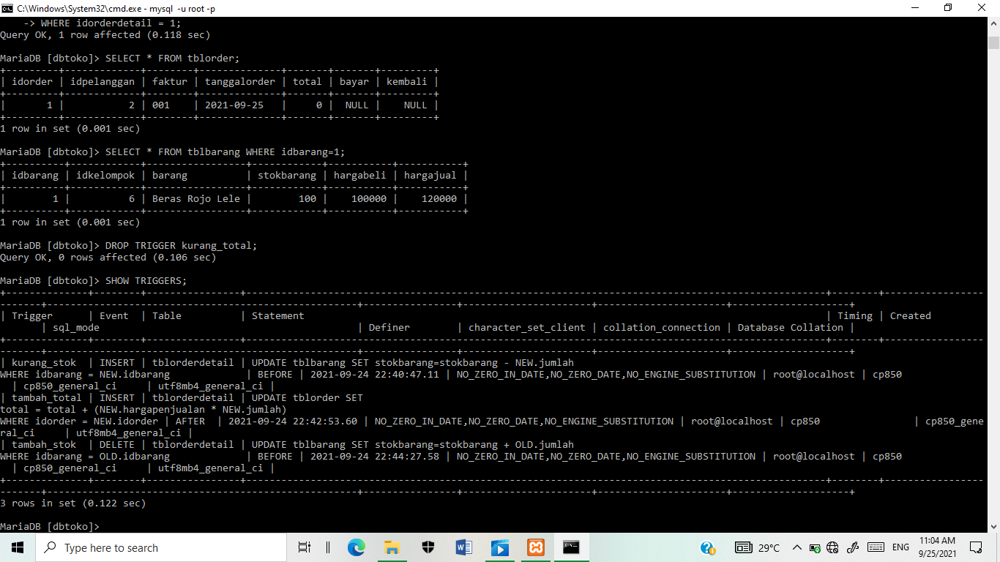 C:\Windows\System32\cmd.exe - mysql -u root -p
-> WHERE idorderdetail = 1;
Query OK, 1 row affected (0.118 sec)
MariaDB [dbtoko]> SELECT * FROM tblorder;
+---------+-------------+--------+--------------+-------+-------+---------+
| idorder | idpelanggan | faktur | tanggalorder | total | bayar | kembali |
+---------+-------------+--------+--------------+-------+-------+---------+
| 1 | 2 | 001 | 2021-09-25 | 0 | NULL | NULL |
+---------+-------------+--------+--------------+-------+-------+---------+
1 row in set (0.001 sec)
MariaDB [dbtoko]> SELECT * FROM tblbarang WHERE idbarang=1;
+----------+------------+-----------------+------------+-----------+-----------+
| idbarang | idkelompok | barang | stokbarang | hargabeli | hargajual |
+----------+------------+-----------------+------------+-----------+-----------+
| 1 | 6 | Beras Rojo Lele | 100 | 100000 | 120000 |
+----------+------------+-----------------+------------+-----------+-----------+
1 row in set (0.001 sec)
MariaDB [dbtoko]> DROP TRIGGER kurang_total;
Query OK, 0 rows affected (0.106 sec)
MariaDB [dbtoko]> SHOW TRIGGERS;
| Trigger | Event | Table | Statement | Timing | Created
| sql_mode | Definer | character_set_client | collation_connection | Database Collation |
| kurang_stok | INSERT | tblorderdetail | UPDATE tblbarang SET stokbarang=stokbarang - NEW.jumlah
WHERE idbarang = NEW.idbarang | BEFORE | 2021-09-24 22:40:47.11 | NO_ZERO_IN_DATE,NO_ZERO_DATE,NO_ENGINE_SUBSTITUTION | root@localhost | cp850
| cp850_general_ci | utf8mb4_general_ci |
| tambah_total | INSERT | tblorderdetail | UPDATE tblorder SET
total = total + (NEW.hargapenjualan * NEW.jumlah)
WHERE idorder = NEW.idorder | AFTER | 2021-09-24 22:42:53.60 | NO_ZERO_IN_DATE,NO_ZERO_DATE,NO_ENGINE_SUBSTITUTION | root@localhost | cp850 | cp850_gene
ral_ci | utf8mb4_general_ci |
| tambah_stok | DELETE | tblorderdetail | UPDATE tblbarang SET stokbarang=stokbarang + OLD.jumlah
WHERE idbarang = OLD.idbarang | BEFORE | 2021-09-24 22:44:27.58 | NO_ZERO_IN_DATE,NO_ZERO_DATE,NO_ENGINE_SUBSTITUTION | root@localhost | cp850
| cp850_general_ci | utf8mb4_general_ci |
3 rows in set (0.122 sec)
MariaDB [dbtoko]>
Type here to search
29°C
ENG
11:04 AM
9/25/2021